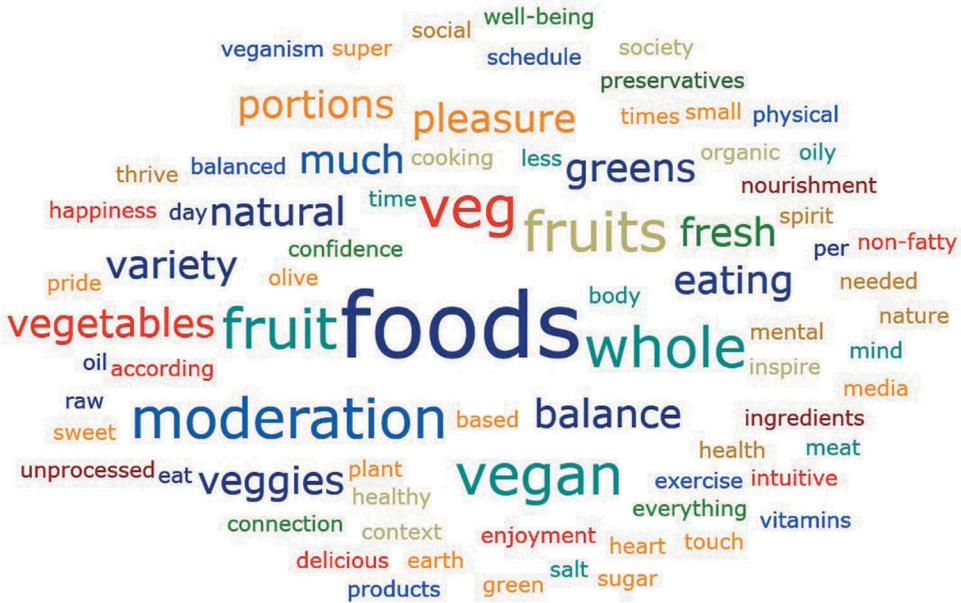 well-being
social
veganism super
schedule
society
preservatives
portions
pleasure
times small physical
thrive balanced much cooking less greens organic oily
nourishment
happiness day natural time veg fruits fresh spirit
confidence
per non-fatty
variety
pride olive
eating needed
body
nature
vegetables fruit foods whole mental
mind
oil according
inspire
media
raw
sweet moderation based balance ingredients
health meat
unprocessed eat veggies plant vegan exercise intuitive
healthy
everything
connection context
vitamins
enjoyment heart touch
delicious earth
salt sugar
products green